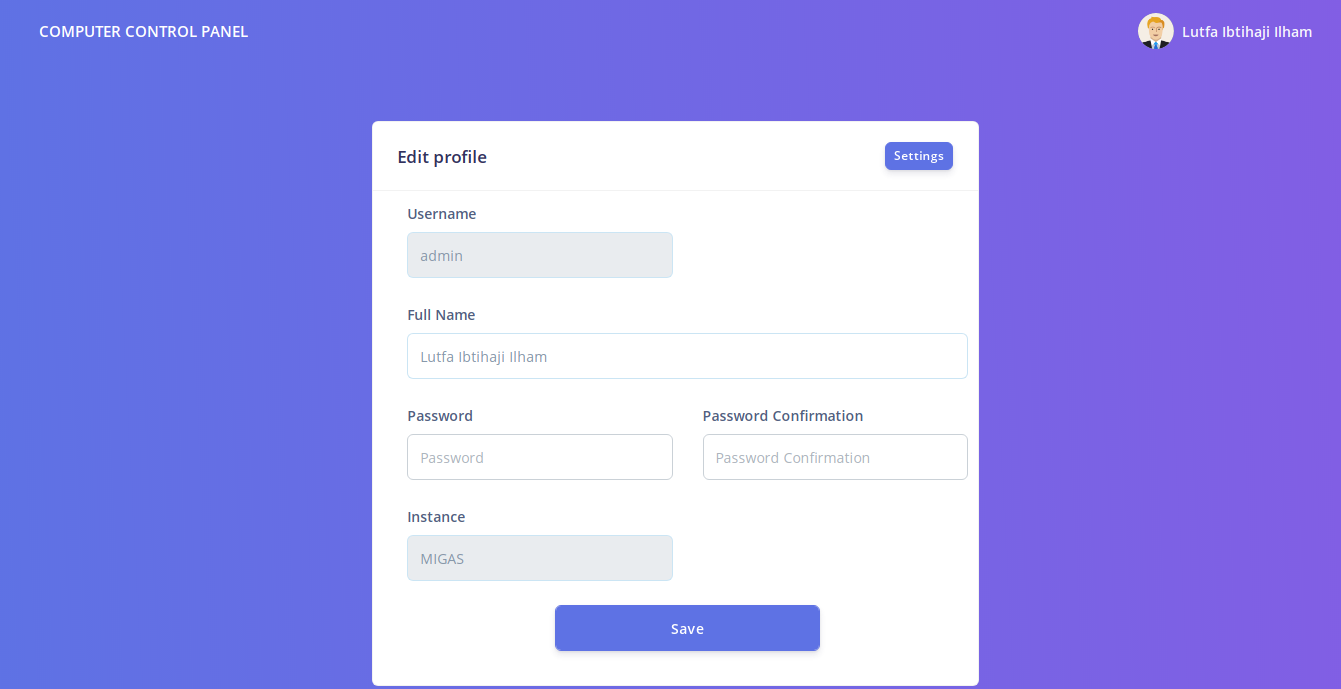 COMPUTER CONTROL PANEL
Lutfa Ibtihaji Ilham
Edit profile
Settings
Username
admin
Full Name
Lutfa Ibtihaji Ilham
Password
Password Confirmation
Password
Password Confirmation
Instance
MIGAS
Save